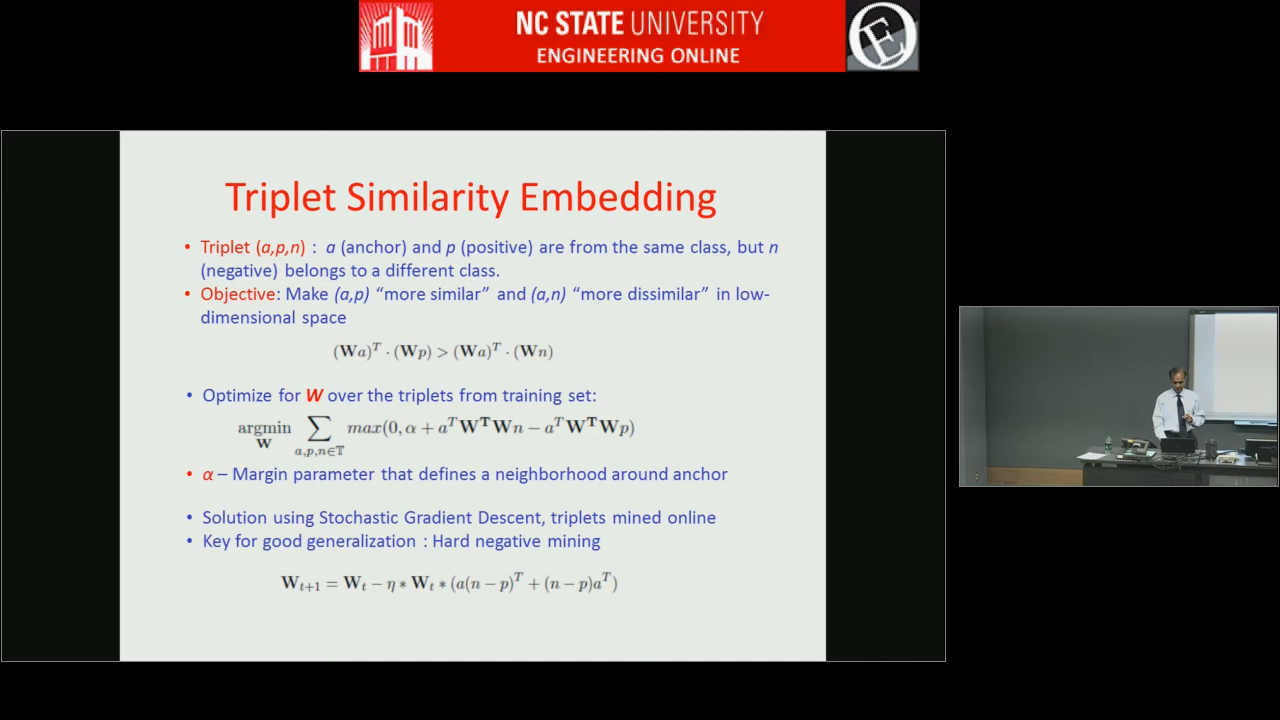 NC STATE UNIVERSITY
ENGINEERING ONLINE
E
Triplet Similarity Embedding
• Triplet (a,p,n) : a (anchor) and p (positive) are from the same class, but n
(negative) belongs to a different class.
• Objective: Make (a,p) “more similar” and (a,n) “more dissimilar” in low-
dimensional space
(Wa)^T · (Wp) > (Wa)^T · (Wn)
• Optimize for W over the triplets from training set:
argmin_W ∑_{a,p,n∈𝕋} max(0, α + a^T W^T Wn − a^T W^T Wp)
• α – Margin parameter that defines a neighborhood around anchor
• Solution using Stochastic Gradient Descent, triplets mined online
• Key for good generalization : Hard negative mining
W_{t+1} = W_t − η * W_t * (a(n − p)^T + (n − p)a^T)